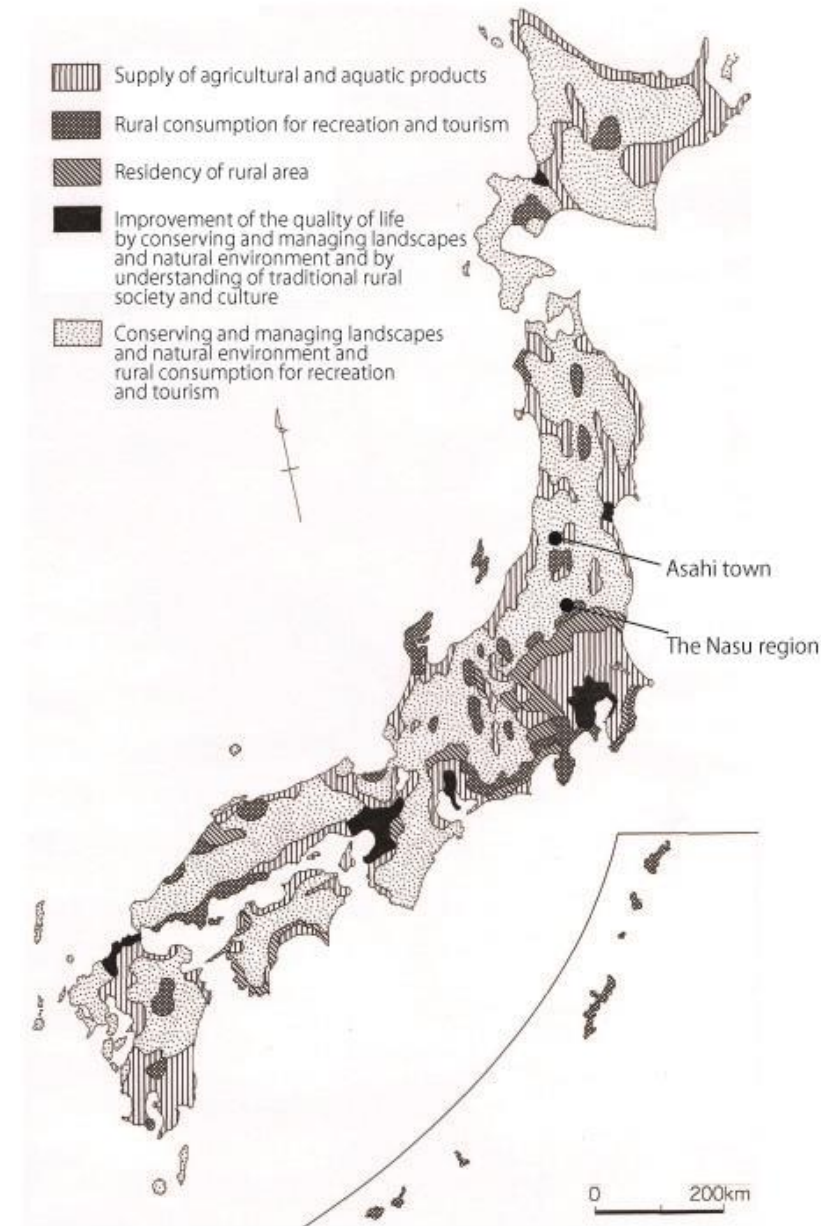 Supply of agricultural and aquatic products
Rural consumption for recreation and tourism
Residency of rural area
Improvement of the quality of life
by conserving and managing landscapes
and natural environment and by
understanding of traditional rural
society and culture
Conserving and managing landscapes
and natural environment and
rural consumption for recreation
and tourism
Asahi town
The Nasu region
0 200km